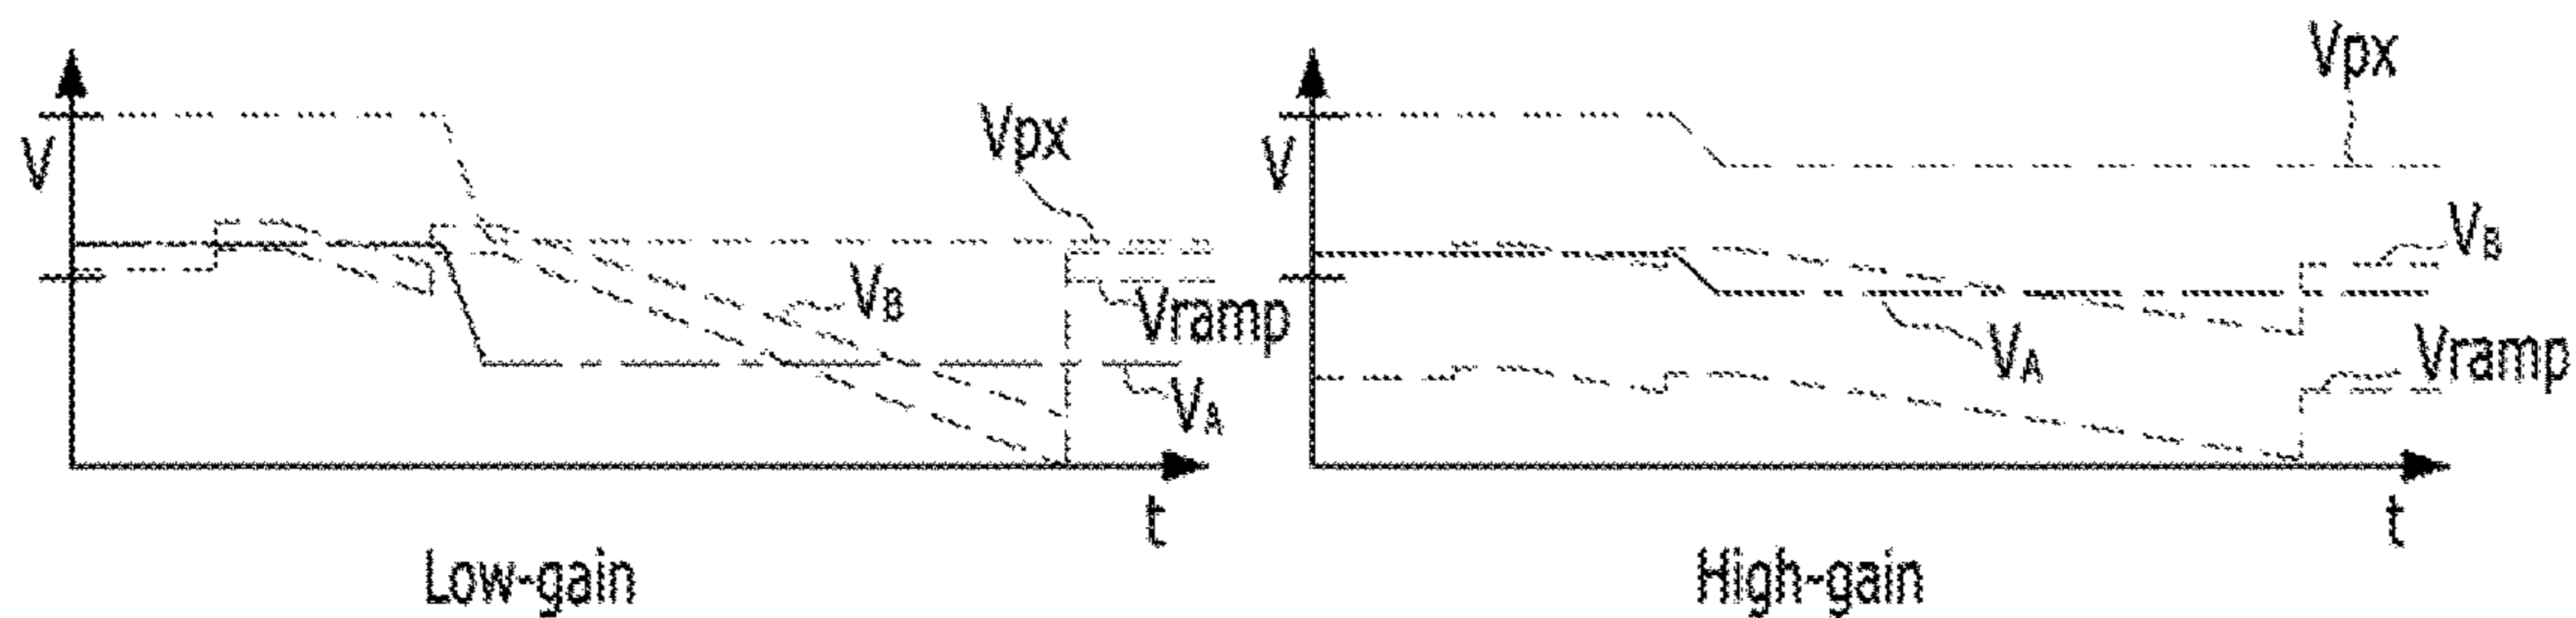 V
Vpx
VB
Vramp
VA
t
Low-gain
V
Vpx
VB
VA
Vramp
t
High-gain